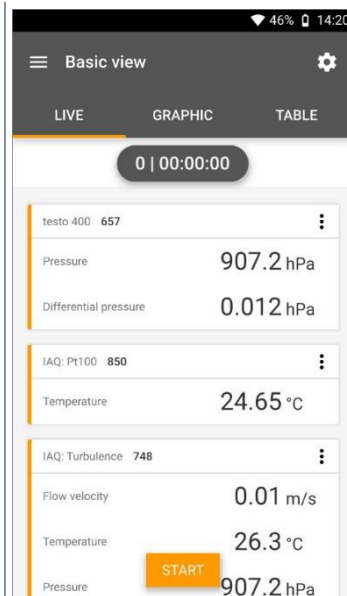 46% 14:20
Basic view
LIVE GRAPHIC TABLE
0 | 00:00:00
testo 400 657
Pressure 907.2 hPa
Differential pressure 0.012 hPa
IAQ: Pt100 850
Temperature 24.65 °C
IAQ: Turbulence 748
Flow velocity 0.01 m/s
Temperature 26.3 °C
START
Pressure 907.2 hPa